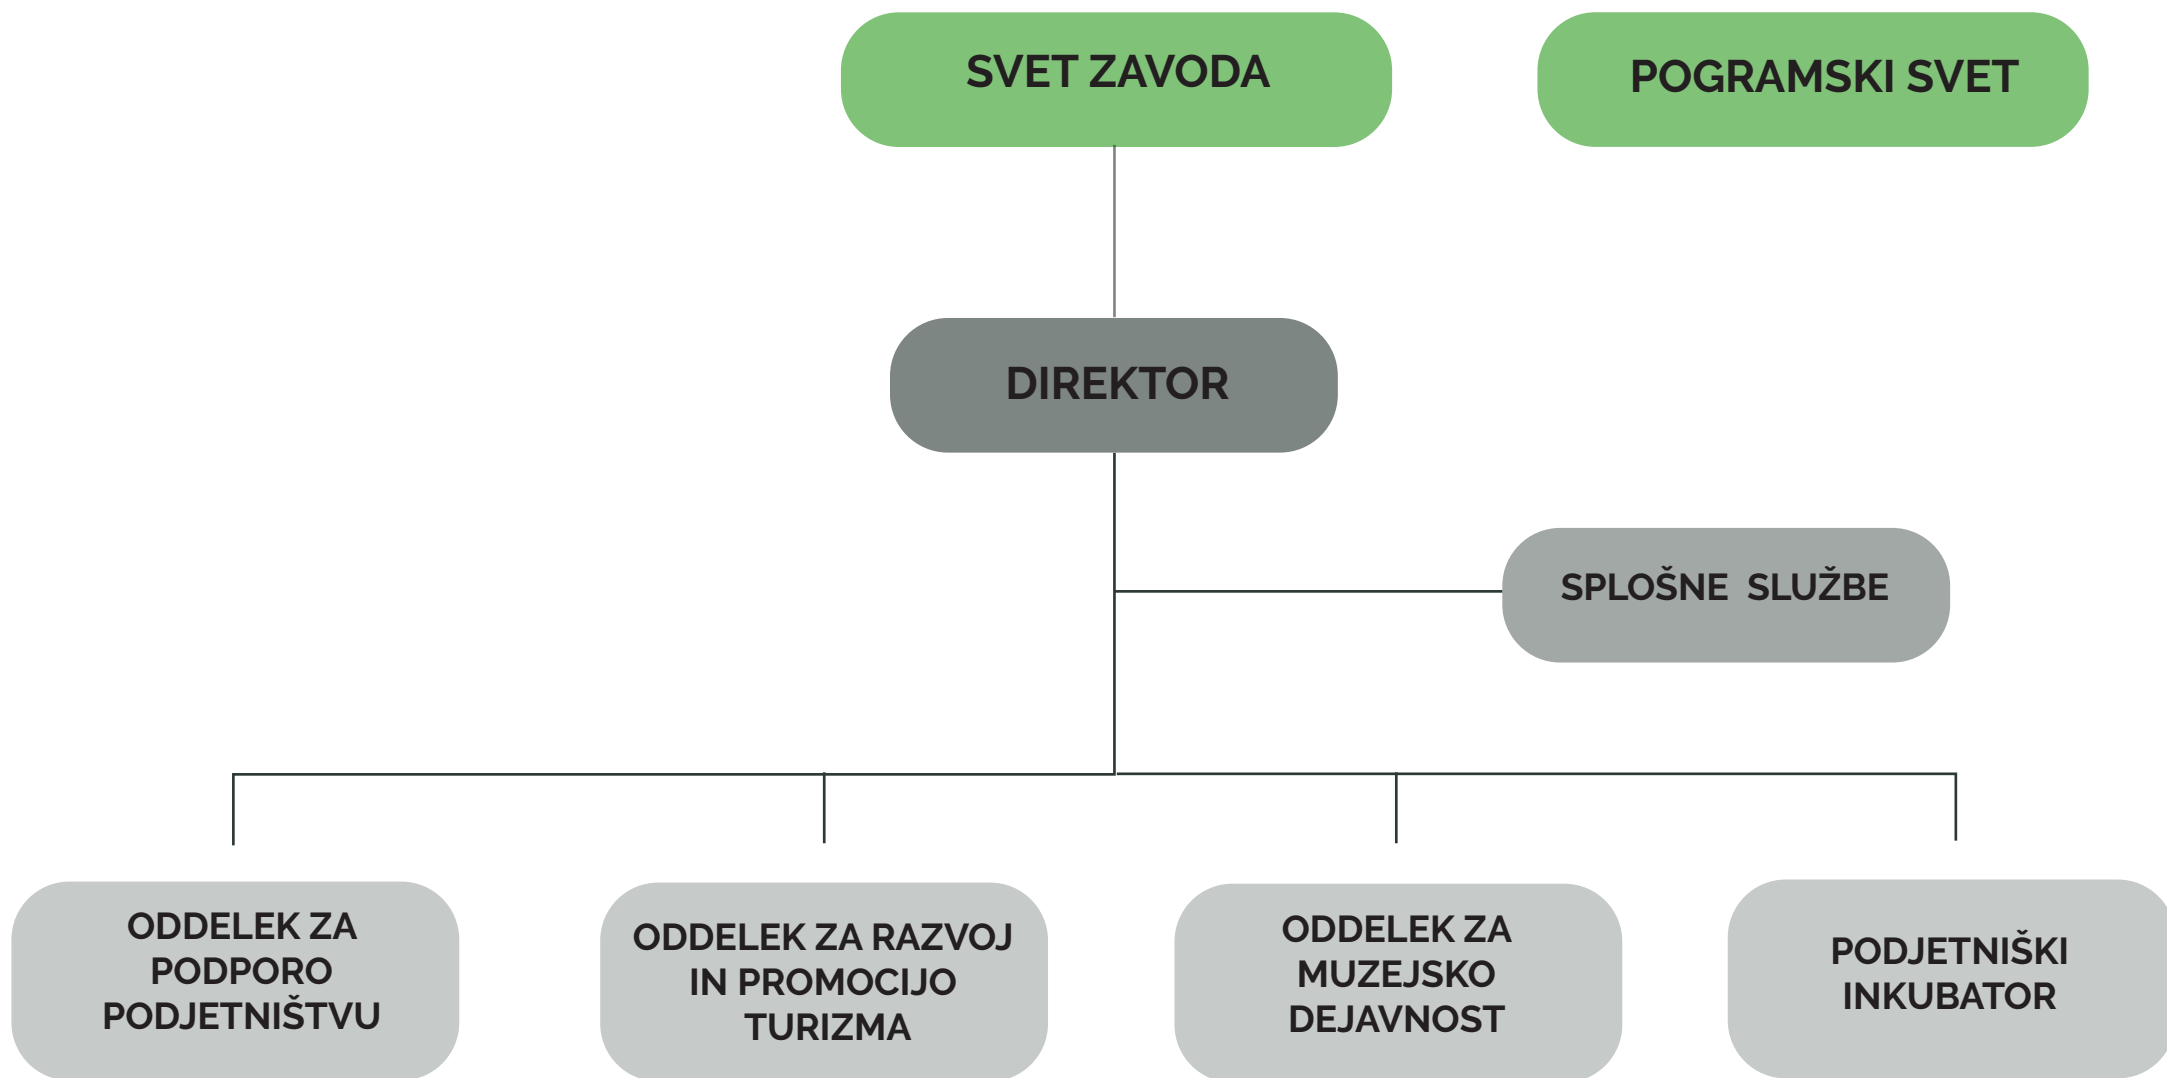 SVET ZAVODA
POGRAMSKI SVET
DIREKTOR
SPLOŠNE  SLUŽBE
ODDELEK ZA
PODPORO
PODJETNIŠTVU
ODDELEK ZA RAZVOJ
IN PROMOCIJO
TURIZMA
ODDELEK ZA
MUZEJSKO
DEJAVNOST
PODJETNIŠKI
INKUBATOR